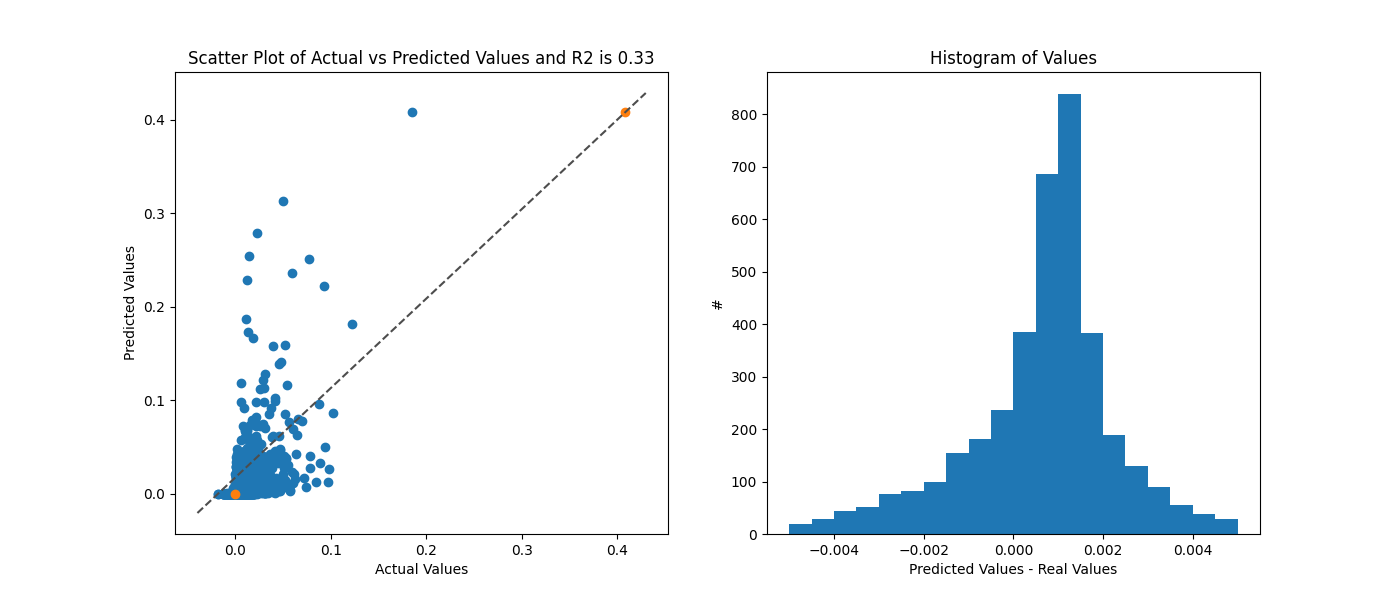 Scatter Plot of Actual vs Predicted Values and R2 is 0.33
Predicted Values
0.4
0.3
0.2
0.1
0.0
0.0 0.1 0.2 0.3 0.4
Actual Values
Histogram of Values
#
800
700
600
500
400
300
200
100
0
−0.004 −0.002 0.000 0.002 0.004
Predicted Values - Real Values